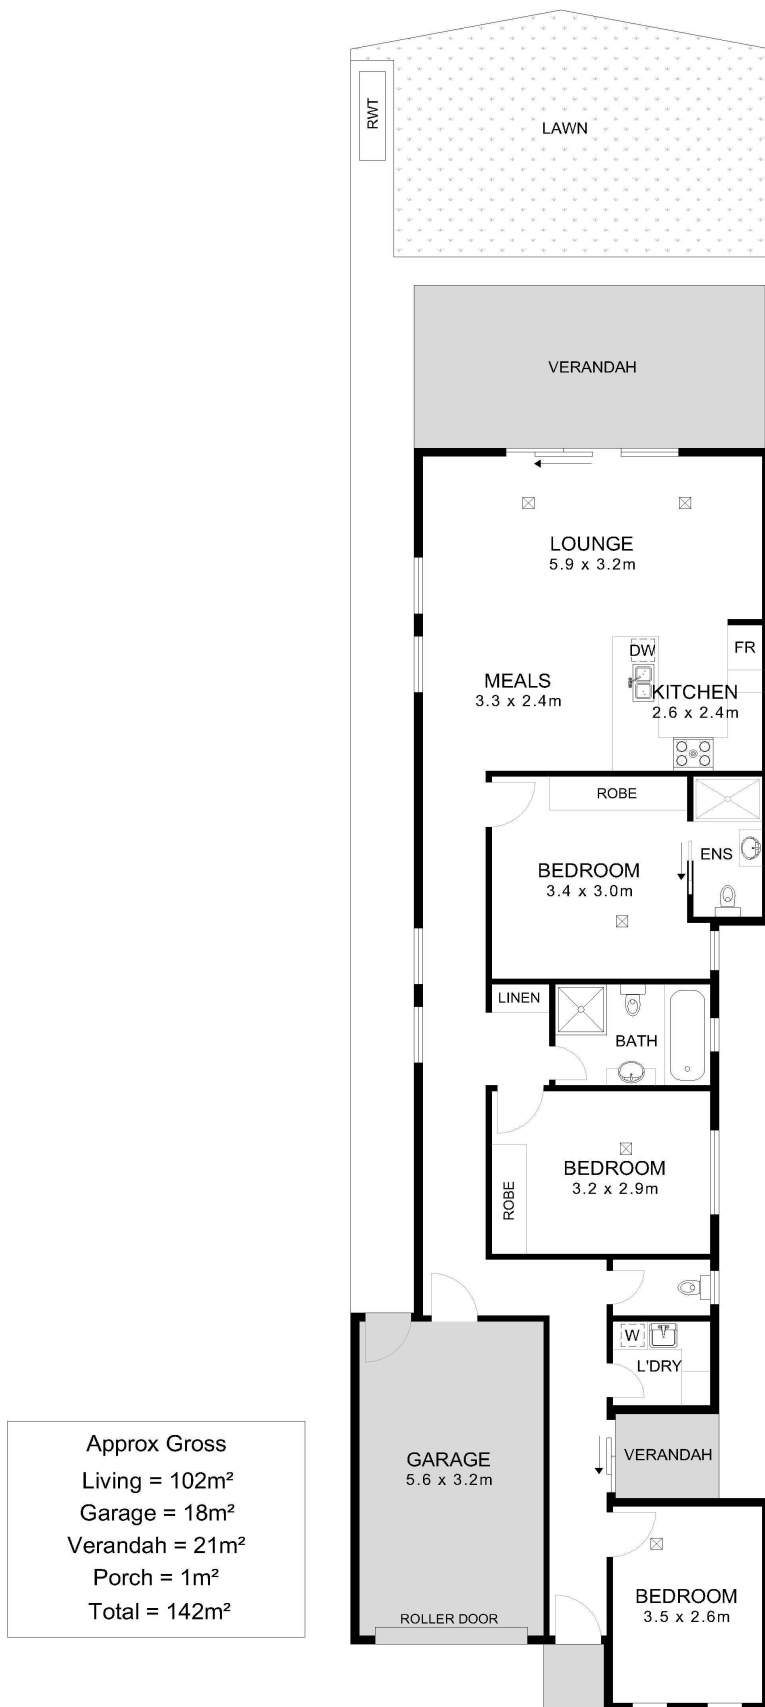 RWT
LAWN
VERANDAH
LOUNGE
5.9 x 3.2m
DW
FR
MEALS
3.3 x 2.4m
KITCHEN
2.6 x 2.4m
ROBE
ENS
BEDROOM
3.4 x 3.0m
LINEN
BATH
BEDROOM
3.2 x 2.9m
ROBE
W
L'DRY
GARAGE
5.6 x 3.2m
VERANDAH
BEDROOM
3.5 x 2.6m
ROLLER DOOR
Approx Gross
Living = 102m²
Garage = 18m²
Verandah = 21m²
Porch = 1m²
Total = 142m²